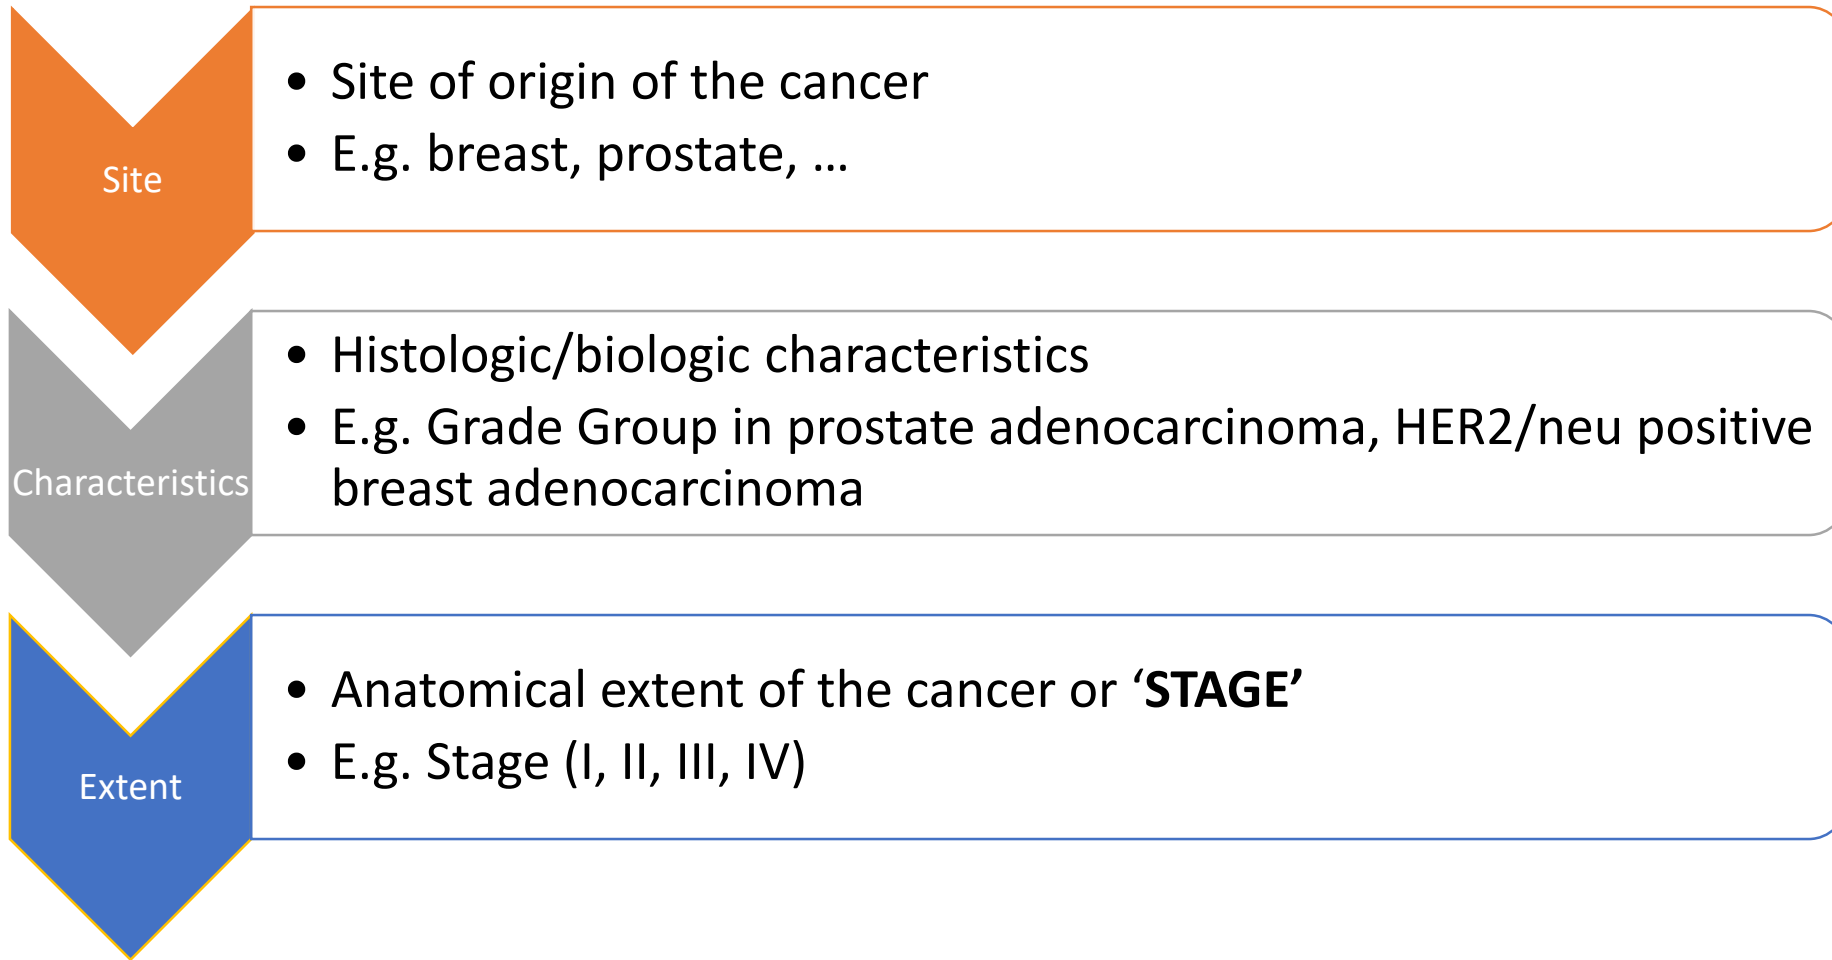 Site
• Site of origin of the cancer
• E.g. breast, prostate, ...
Characteristics
• Histologic/biologic characteristics
• E.g. Grade Group in prostate adenocarcinoma, HER2/neu positive
breast adenocarcinoma
Extent
• Anatomical extent of the cancer or ‘STAGE’
• E.g. Stage (I, II, III, IV)